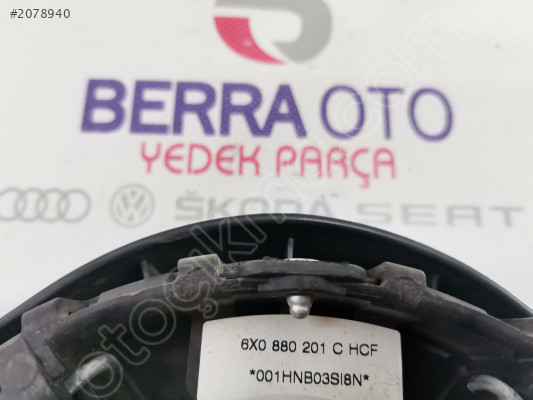 #2078940
BERRA OTO
YEDEK PARÇA
ŠKODA SEAT
6X0 880 201 C HCF
*001HNB03SI8N*